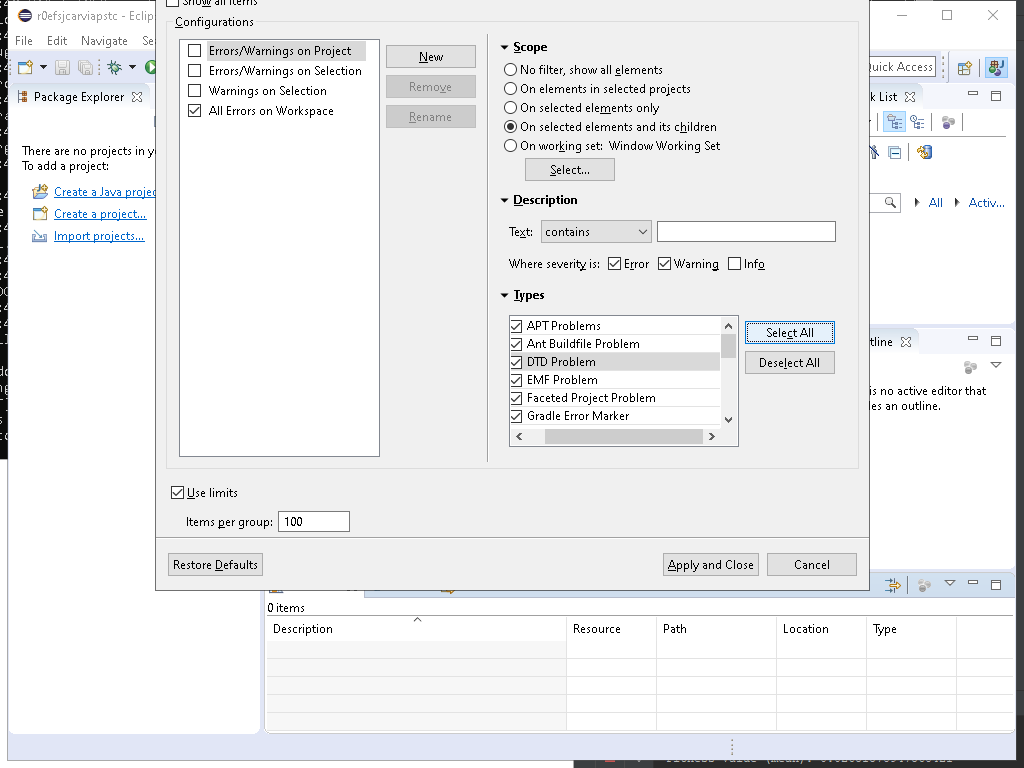 Show all items
r0efsjcarviapstc - Eclip
Configurations
File Edit Navigate Se
Errors/Warnings on Project
Errors/Warnings on Selection
Warnings on Selection
All Errors on Workspace
New
Remove
Rename
Scope
No filter, show all elements
On elements in selected projects
On selected elements only
On selected elements and its children
On working set: Window Working Set
Select...
Quick Access
Package Explorer
k List
There are no projects in y
To add a project:
Create a Java projec
Create a project...
Import projects...
All Activ...
Description
Text: contains
Where severity is: Error Warning Info
Types
APT Problems
Ant Buildfile Problem
DTD Problem
EMF Problem
Faceted Project Problem
Gradle Error Marker
Select All
Deselect All
tline
is no active editor that
les an outline.
Use limits
Items per group: 100
Restore Defaults
Apply and Close
Cancel
0 items
Description Resource Path Location Type